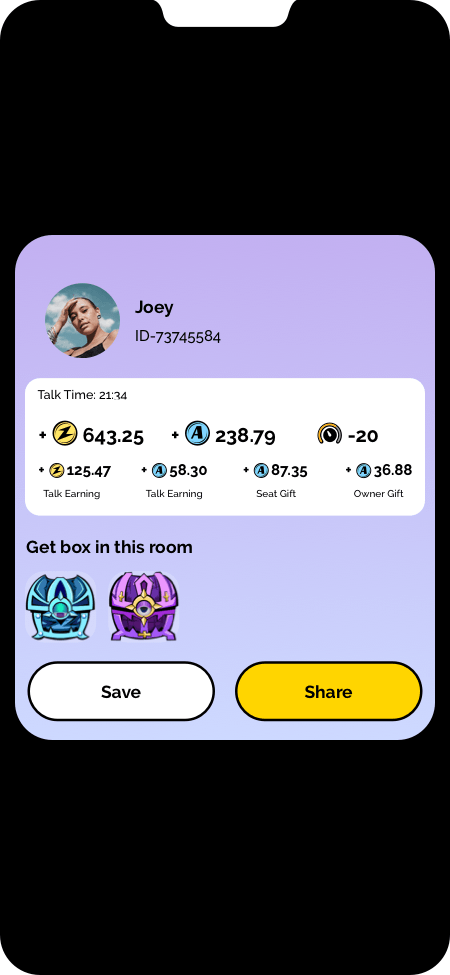 Joey
ID-73745584
Talk Time: 21:34
+ 643.25 + 238.79 -20
+ 125.47 + 58.30 + 87.35 + 36.88
Talk Earning Talk Earning Seat Gift Owner Gift
Get box in this room
Save Share